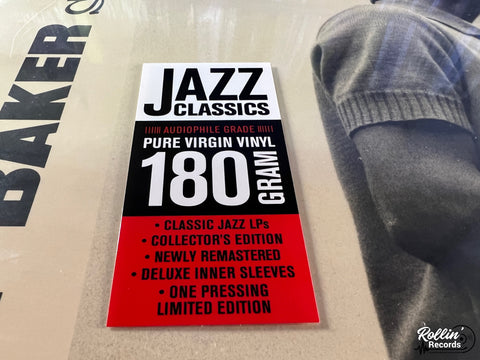 BAKER
JAZZ
CLASSICS
AUDIOPHILE GRADE
PURE VIRGIN VINYL
180 GRAM
• CLASSIC JAZZ LPs
• COLLECTOR'S EDITION
• NEWLY REMASTERED
• DELUXE INNER SLEEVES
• ONE PRESSING
LIMITED EDITION
Rollin'
Records